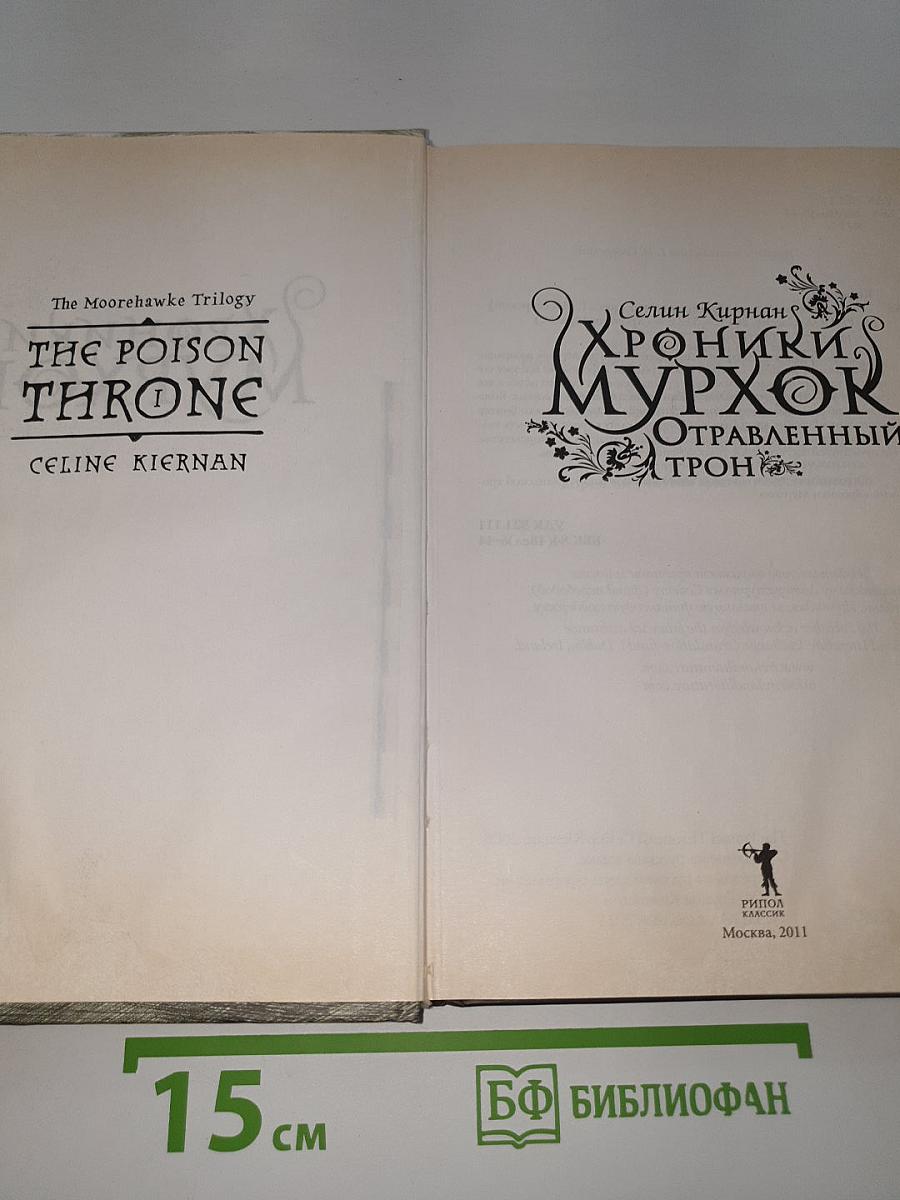 The Moorehawke Trilogy
THE POISON
THRONE
I
CELINE KIERNAN
Селин Кирнан
ХРОНИКИ
МУРХОК
ОТРАВЛЕННЫЙ
ТРОН
РИПОЛ
КЛАССИК
Москва, 2011
15 см
БФ БИБЛИОФАН